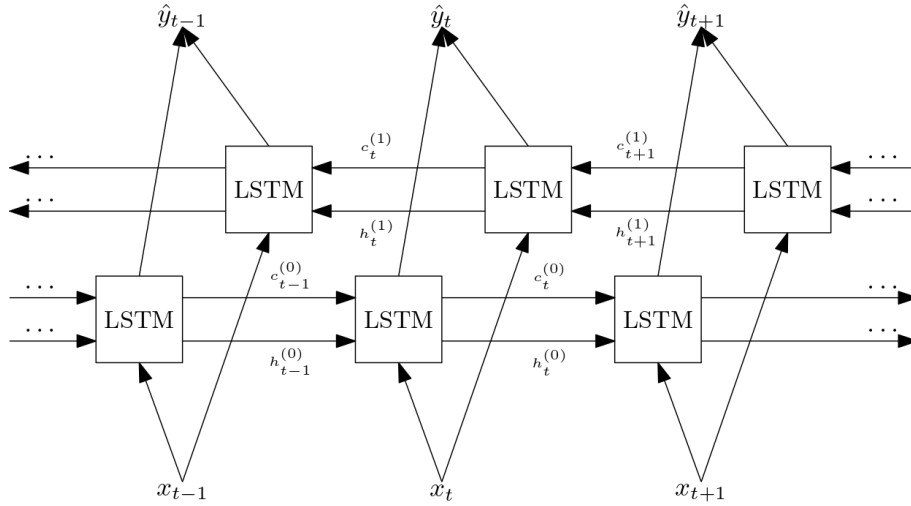 ŷ_{t−1} ŷ_t ŷ_{t+1}
c_t^{(1)} c_{t+1}^{(1)}
... ...
LSTM LSTM LSTM
... ...
h_t^{(1)} h_{t+1}^{(1)}
c_{t−1}^{(0)} c_t^{(0)}
... ...
LSTM LSTM LSTM
... ...
h_{t−1}^{(0)} h_t^{(0)}
x_{t−1} x_t x_{t+1}